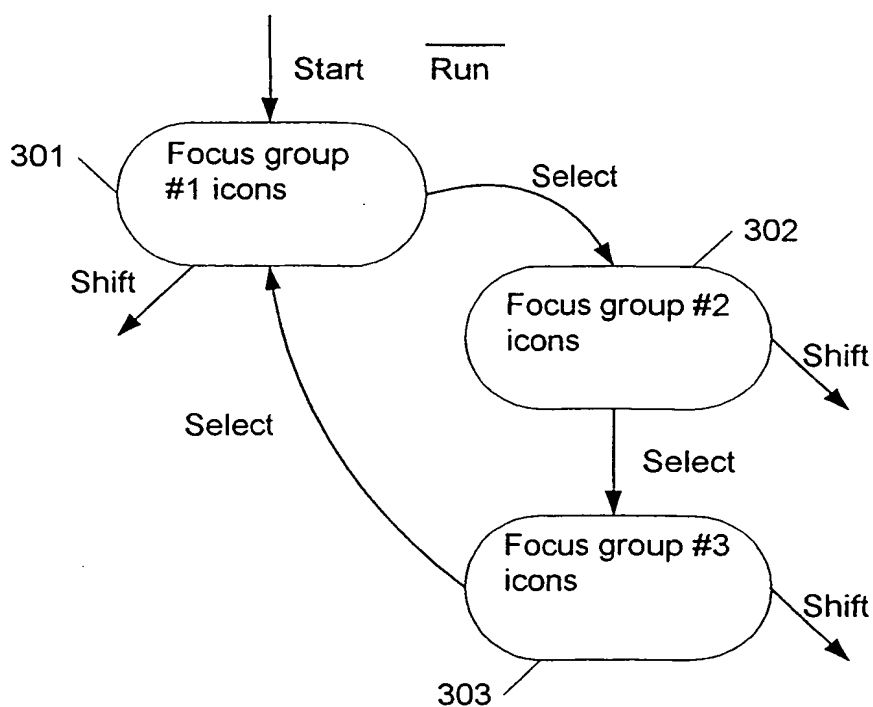 Start Run
301
Focus group
#1 icons
Select
302
Shift
Focus group #2
icons
Shift
Select
Select
Focus group #3
icons
Shift
303